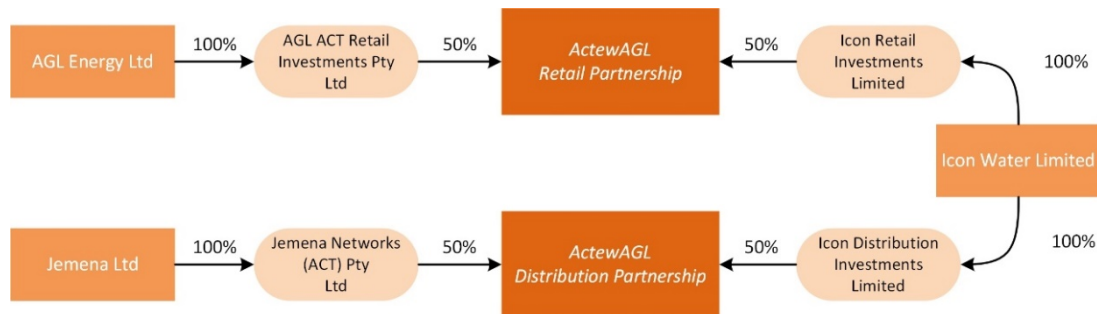 AGL Energy Ltd
100%
AGL ACT Retail
Investments Pty
Ltd
50%
ActewAGL
Retail Partnership
50%
Icon Retail
Investments
Limited
100%
Icon Water Limited
Jemena Ltd
100%
Jemena Networks
(ACT) Pty
Ltd
50%
ActewAGL
Distribution Partnership
50%
Icon Distribution
Investments
Limited
100%